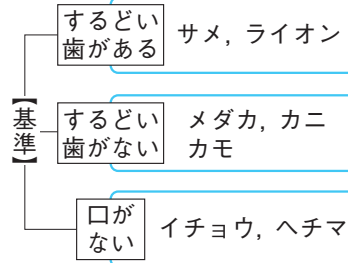 するどい
歯がある
サメ，ライオン
【基準】
するどい
歯がない
メダカ，カニ
カモ
口が
ない
イチョウ，ヘチマ